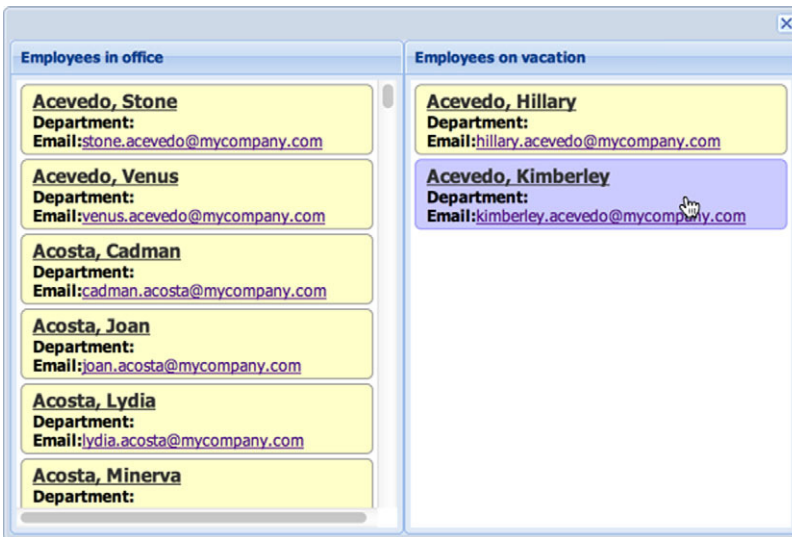 Employees in office
Acevedo, Stone
Department:
Email:stone.acevedo@mycompany.com
Acevedo, Venus
Department:
Email:venus.acevedo@mycompany.com
Acosta, Cadman
Department:
Email:cadman.acosta@mycompany.com
Acosta, Joan
Department:
Email:joan.acosta@mycompany.com
Acosta, Lydia
Department:
Email:lydia.acosta@mycompany.com
Acosta, Minerva
Department:
Employees on vacation
Acevedo, Hillary
Department:
Email:hillary.acevedo@mycompany.com
Acevedo, Kimberley
Department:
Email:kimberley.acevedo@mycompany.com